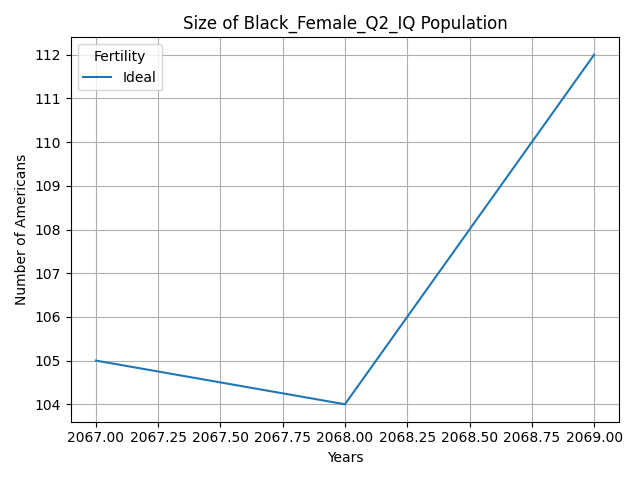 Size of Black_Female_Q2_IQ Population
Fertility
Ideal
Number of Americans
112
111
110
109
108
107
106
105
104
2067.00 2067.25 2067.50 2067.75 2068.00 2068.25 2068.50 2068.75 2069.00
Years